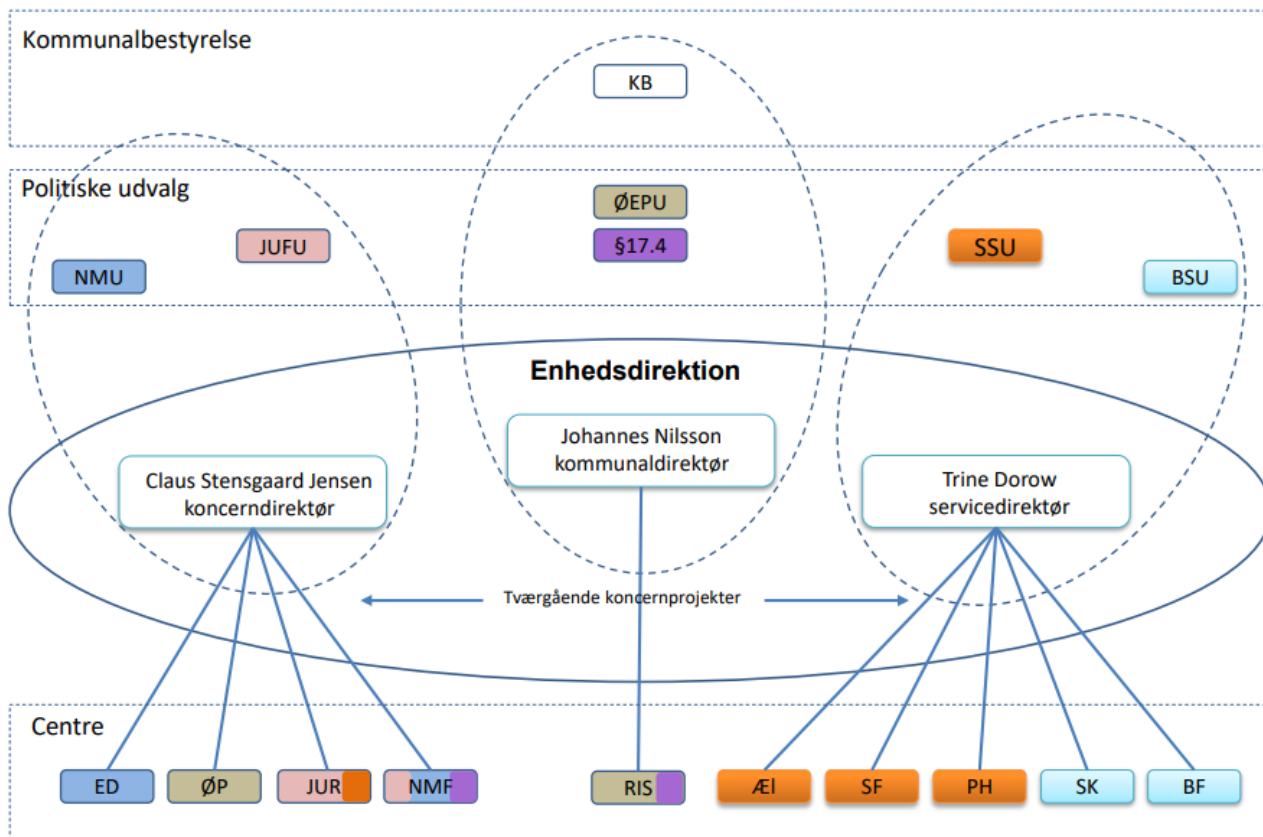 Kommunalbestyrelse
KB
Politiske udvalg
ØEPU
JUFU
§17.4
SSU
NMU
BSU
Enhedsdirektion
Johannes Nilsson
kommunaldirektør
Claus Stensgaard Jensen
koncerndirektør
Trine Dorow
servicedirektør
Tværgående koncernprojekter
Centre
ED
ØP
JUR
NMF
RIS
ÆI
SF
PH
SK
BF